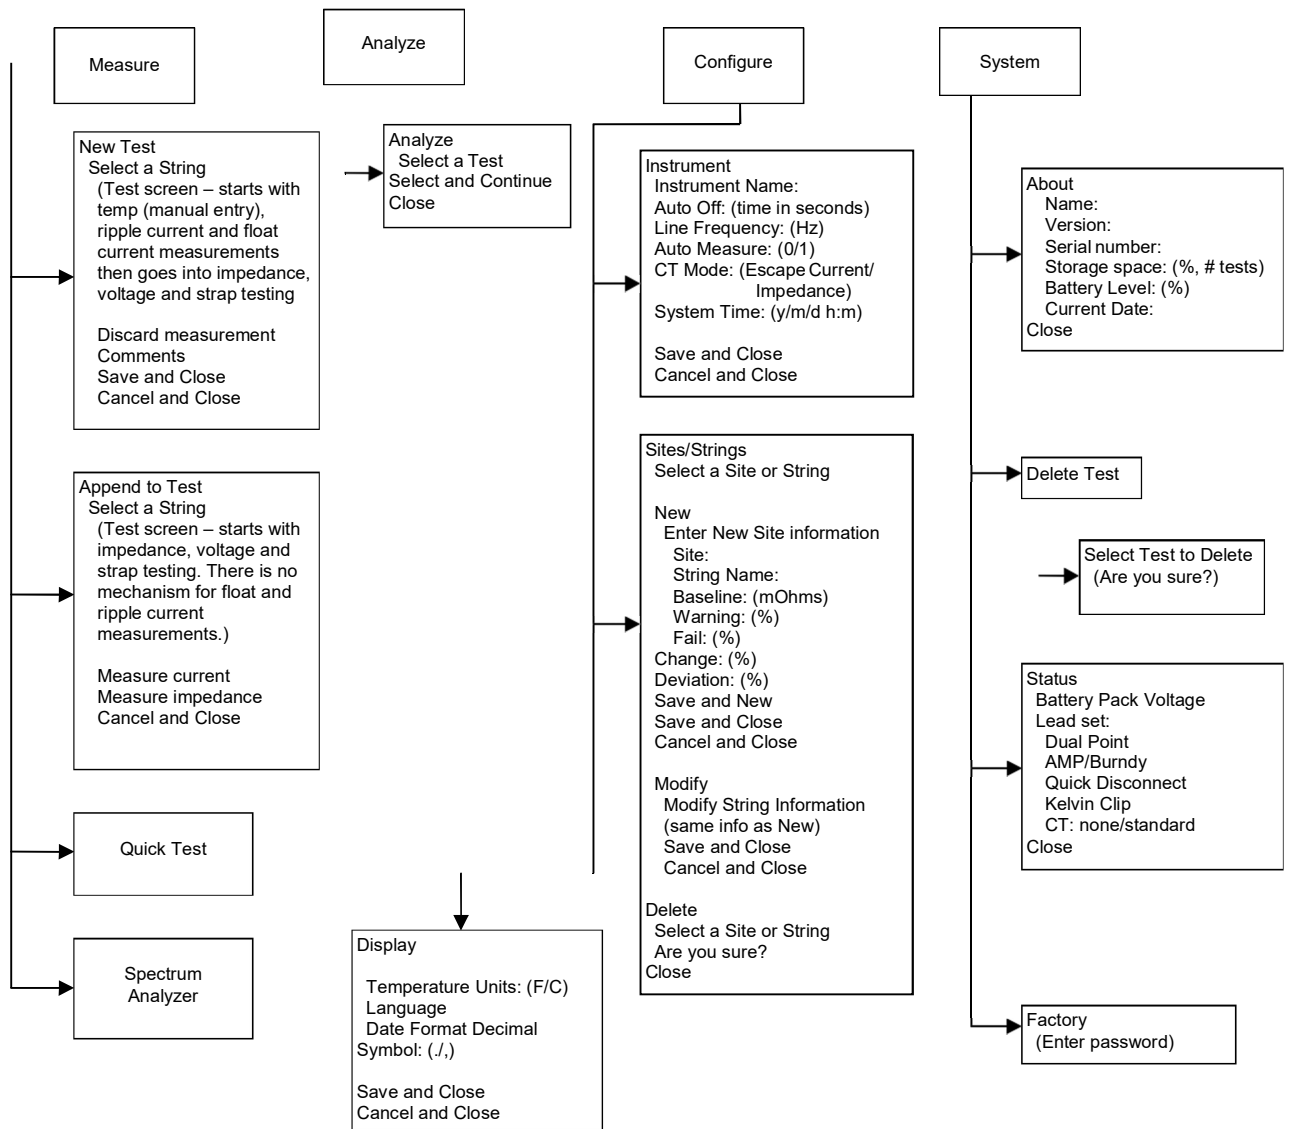 Measure
Analyze
Configure
System
New Test
Select a String
(Test screen – starts with
temp (manual entry),
ripple current and float
current measurements
then goes into impedance,
voltage and strap testing
Discard measurement
Comments
Save and Close
Cancel and Close
Append to Test
Select a String
(Test screen – starts with
impedance, voltage and
strap testing. There is no
mechanism for float and
ripple current
measurements.)
Measure current
Measure impedance
Cancel and Close
Quick Test
Spectrum
Analyzer
Analyze
Select a Test
Select and Continue
Close
Instrument
Instrument Name:
Auto Off: (time in seconds)
Line Frequency: (Hz)
Auto Measure: (0/1)
CT Mode: (Escape Current/
Impedance)
System Time: (y/m/d h:m)
Save and Close
Cancel and Close
Sites/Strings
Select a Site or String
New
Enter New Site information
Site:
String Name:
Baseline: (mOhms)
Warning: (%)
Fail: (%)
Change: (%)
Deviation: (%)
Save and New
Save and Close
Cancel and Close
Modify
Modify String Information
(same info as New)
Save and Close
Cancel and Close
Delete
Select a Site or String
Are you sure?
Close
Display
Temperature Units: (F/C)
Language
Date Format Decimal
Symbol: (./,)
Save and Close
Cancel and Close
About
Name:
Version:
Serial number:
Storage space: (%, # tests)
Battery Level: (%)
Current Date:
Close
Delete Test
Select Test to Delete
(Are you sure?)
Status
Battery Pack Voltage
Lead set:
Dual Point
AMP/Burndy
Quick Disconnect
Kelvin Clip
CT: none/standard
Close
Factory
(Enter password)